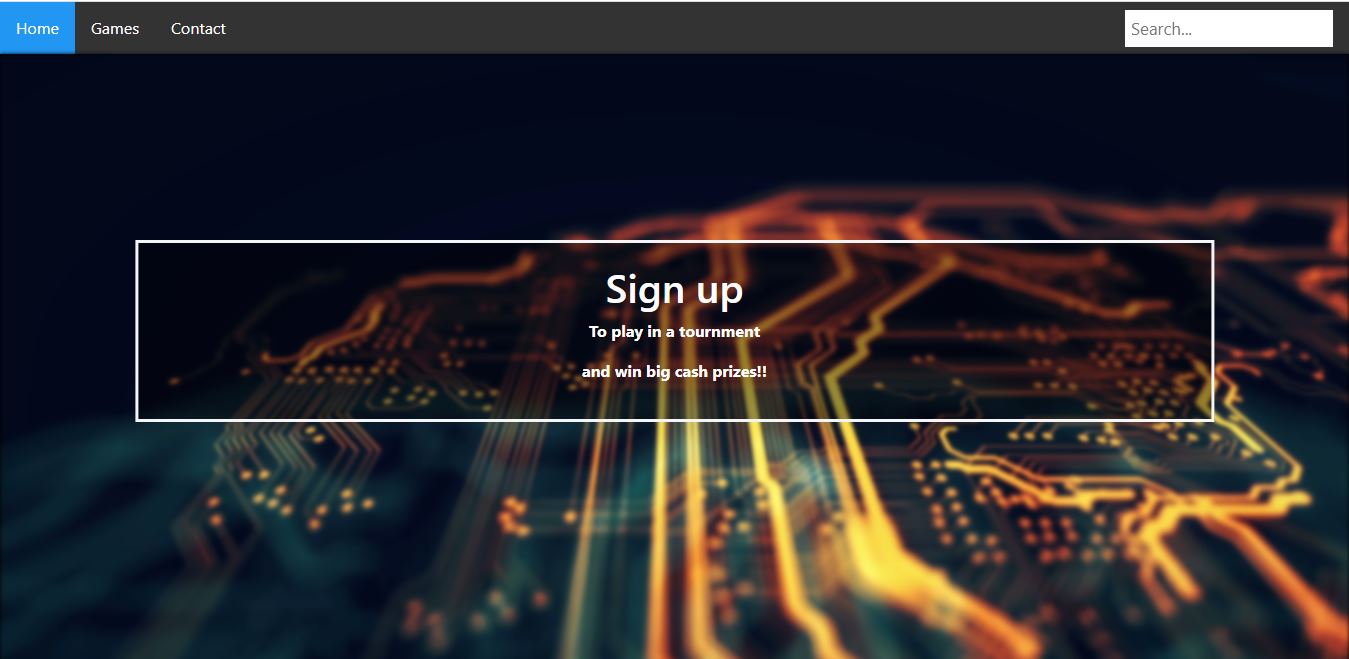 Home Games Contact Search...
Sign up
To play in a tournment
and win big cash prizes!!